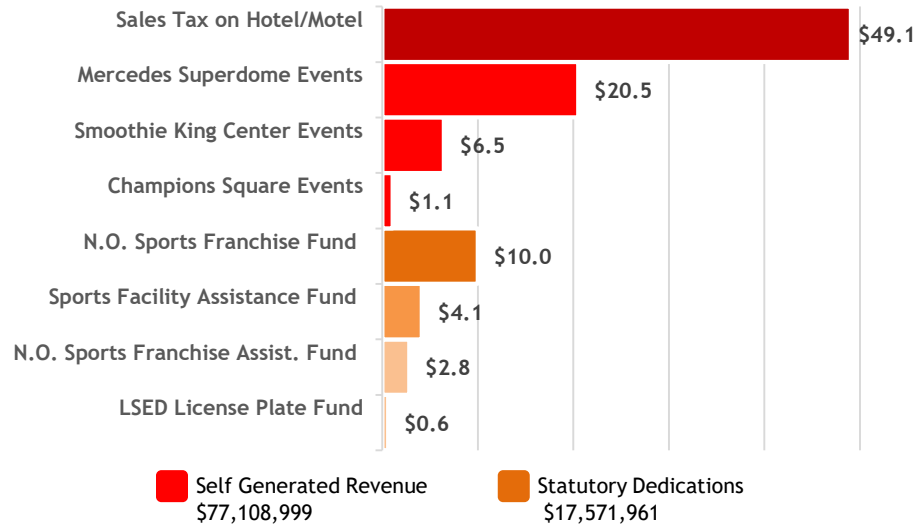 Sales Tax on Hotel/Motel $49.1
Mercedes Superdome Events $20.5
Smoothie King Center Events $6.5
Champions Square Events $1.1
N.O. Sports Franchise Fund $10.0
Sports Facility Assistance Fund $4.1
N.O. Sports Franchise Assist. Fund $2.8
LSED License Plate Fund $0.6
Self Generated Revenue
$77,108,999
Statutory Dedications
$17,571,961